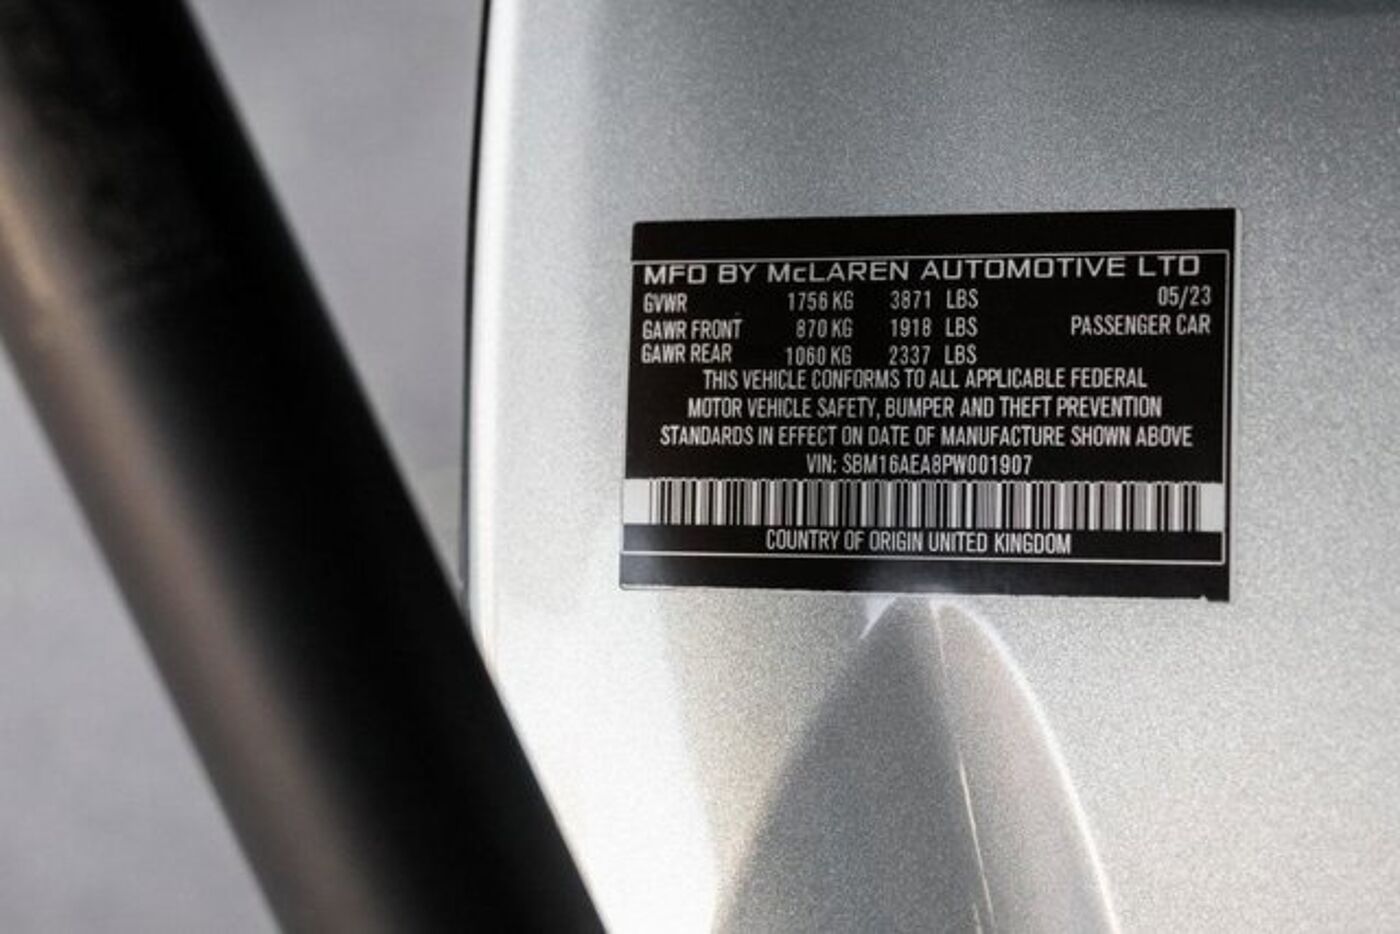 MFD BY McLAREN AUTOMOTIVE LTD
GVWR 1756 KG 3871 LBS 05/23
GAWR FRONT 870 KG 1918 LBS PASSENGER CAR
GAWR REAR 1060 KG 2337 LBS
THIS VEHICLE CONFORMS TO ALL APPLICABLE FEDERAL
MOTOR VEHICLE SAFETY, BUMPER AND THEFT PREVENTION
STANDARDS IN EFFECT ON DATE OF MANUFACTURE SHOWN ABOVE
VIN: SBM16AEA8PW001907
COUNTRY OF ORIGIN UNITED KINGDOM